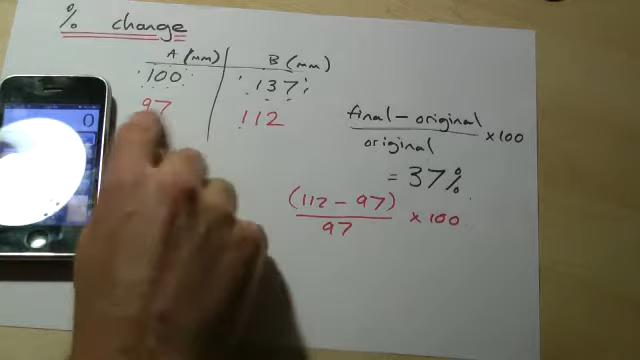 % change
A (mm) B (mm)
100 137
97 112
final - original
original
×100
= 37%
(112 - 97)
97
×100
0